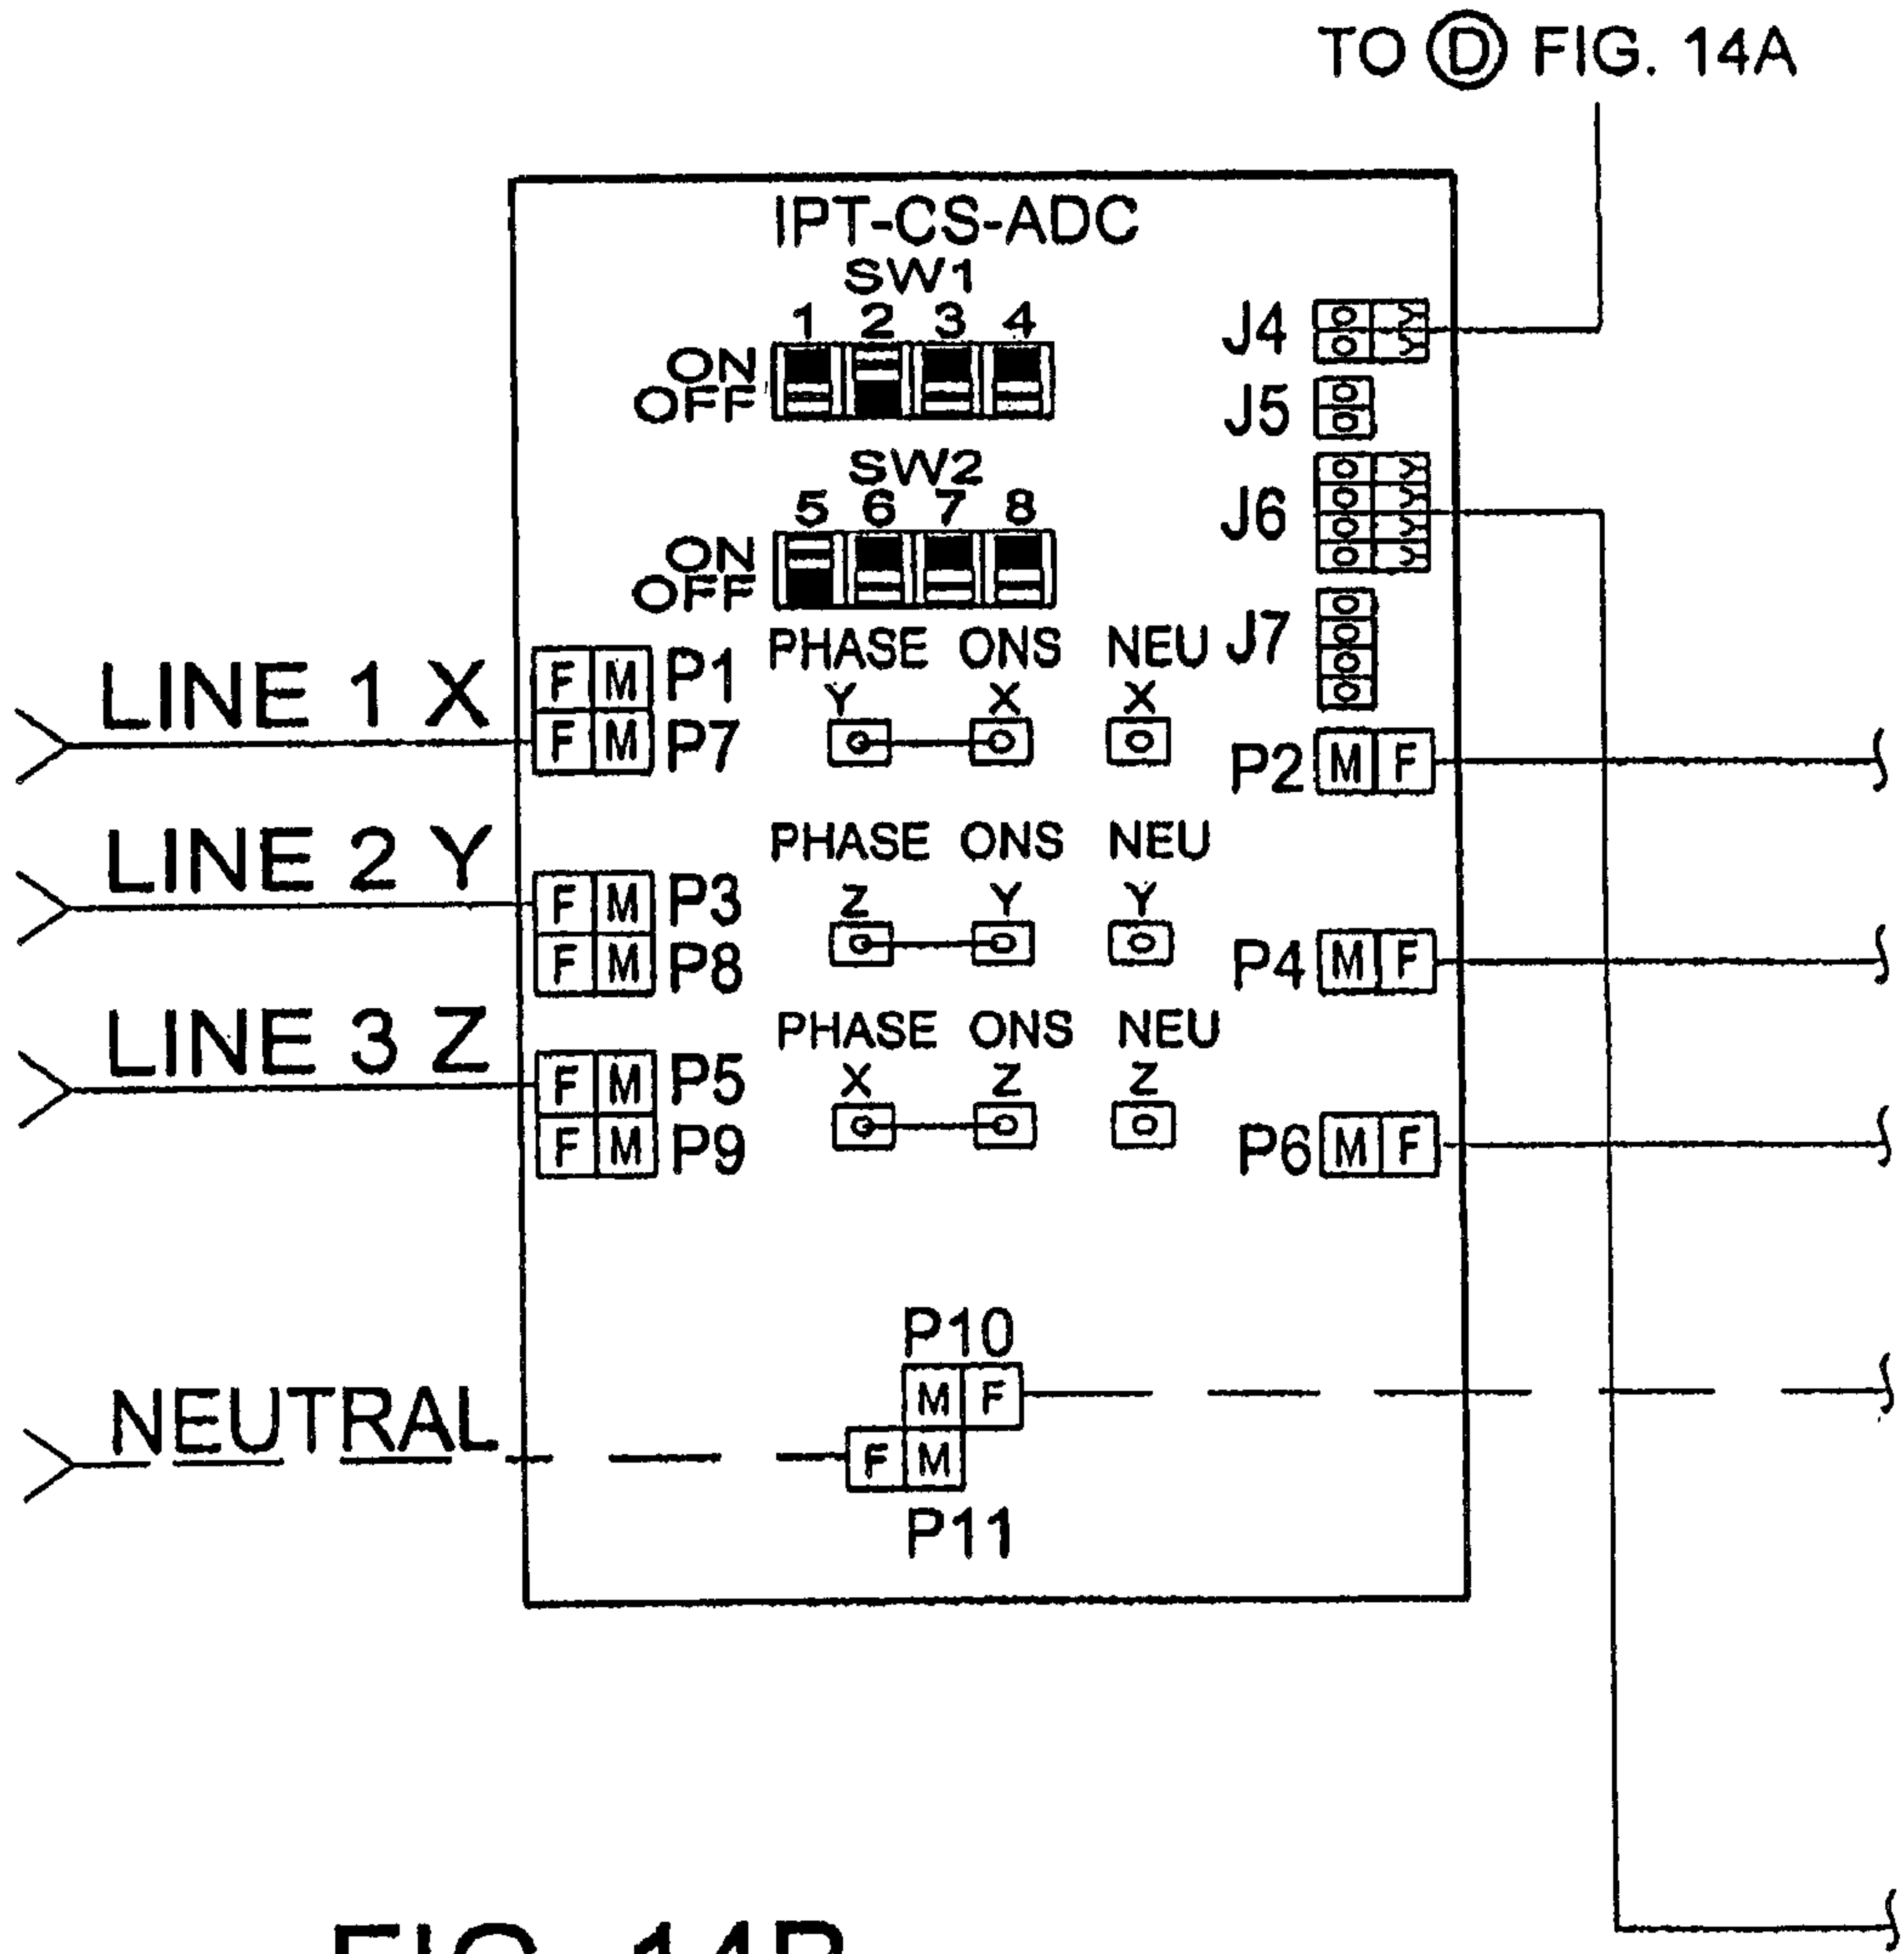 TO D FIG. 14A
IPT-CS-ADC
SW1
1 2 3 4
ON
OFF
SW2
5 6 7 8
ON
OFF
J4
J5
J6
J7
LINE 1 X
F M P1
F M P7
PHASE ONS NEU
Y X X
P2 M F
LINE 2 Y
F M P3
F M P8
PHASE ONS NEU
Z Y Y
P4 M F
LINE 3 Z
F M P5
F M P9
PHASE ONS NEU
X Z Z
P6 M F
P10
M F
NEUTRAL
F M
P11
FIG. 14B